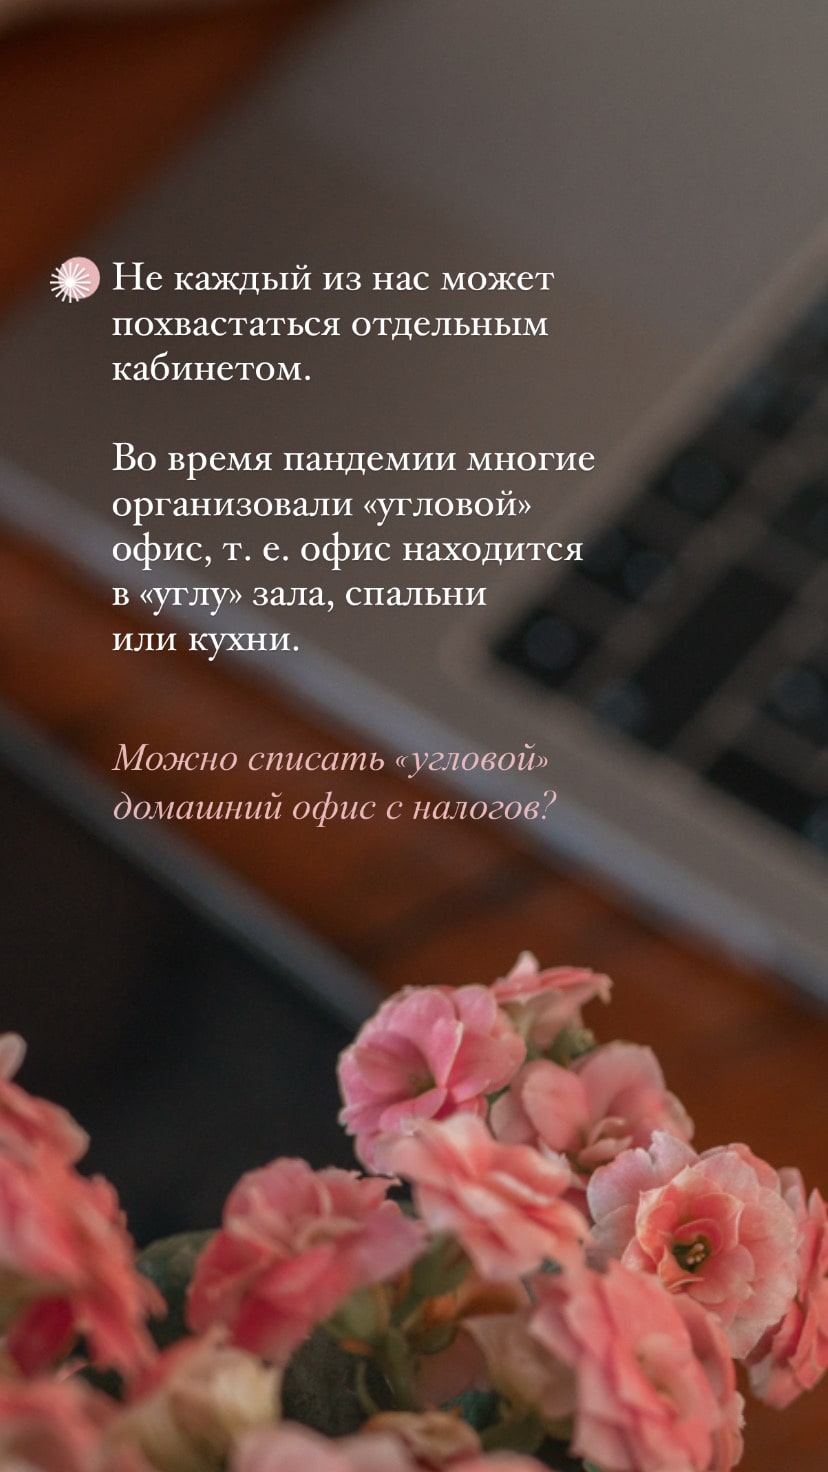 Не каждый из нас может
похвастаться отдельным
кабинетом.
Во время пандемии многие
организовали «угловой»
офис, т. е. офис находится
в «углу» зала, спальни
или кухни.
Можно списать «угловой»
домашний офис с налогов?